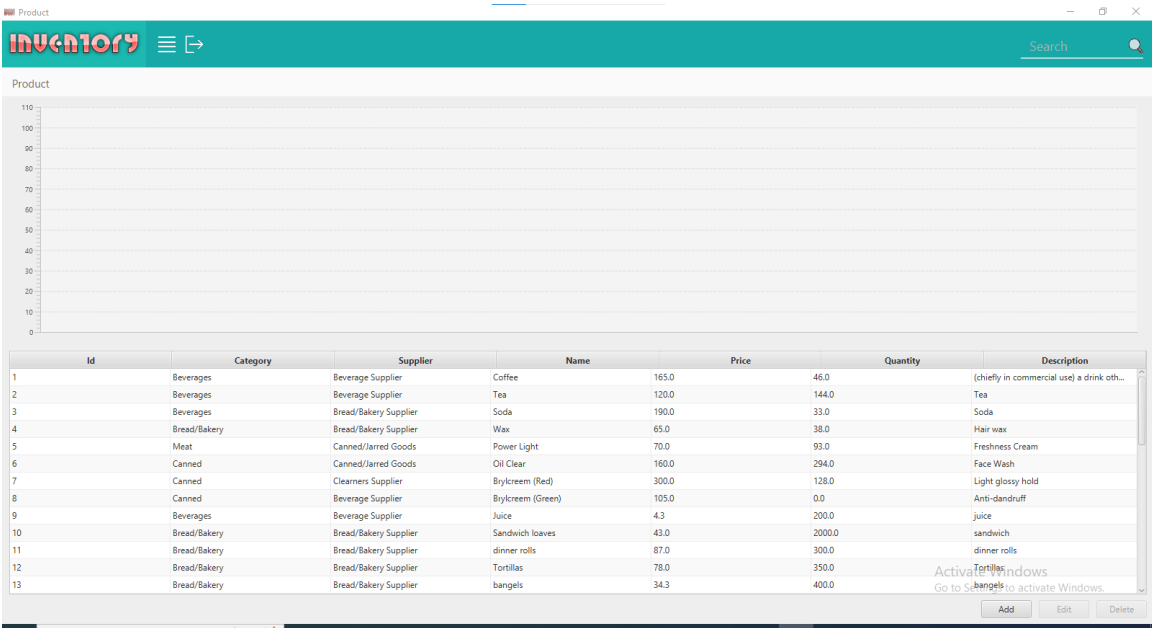 Product
INVENTORY
Search
Product
110
100
90
80
70
60
50
40
30
20
10
0
Id Category Supplier Name Price Quantity Description
1 Beverages Beverage Supplier Coffee 165.0 46.0 (chiefly in commercial use) a drink oth...
2 Beverages Beverage Supplier Tea 120.0 144.0 Tea
3 Beverages Bread/Bakery Supplier Soda 190.0 33.0 Soda
4 Bread/Bakery Bread/Bakery Supplier Wax 65.0 38.0 Hair wax
5 Meat Canned/Jarred Goods Power Light 70.0 93.0 Freshness Cream
6 Canned Canned/Jarred Goods Oil Clear 160.0 294.0 Face Wash
7 Canned Clearners Supplier Brylcreem (Red) 300.0 128.0 Light glossy hold
8 Canned Beverage Supplier Brylcreem (Green) 105.0 0.0 Anti-dandruff
9 Beverages Beverage Supplier Juice 4.3 200.0 juice
10 Bread/Bakery Bread/Bakery Supplier Sandwich loaves 43.0 2000.0 sandwich
11 Bread/Bakery Bread/Bakery Supplier dinner rolls 87.0 300.0 dinner rolls
12 Bread/Bakery Bread/Bakery Supplier Tortillas 78.0 350.0 Tortillas
13 Bread/Bakery Bread/Bakery Supplier bangels 34.3 400.0 bangels
Activate Windows
Go to Settings to activate Windows.
Add Edit Delete